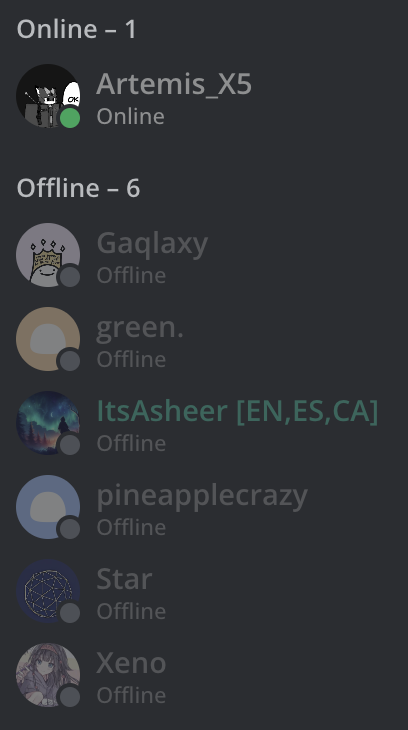 Online – 1
OK
Artemis_X5
Online
Offline – 6
Gaqlaxy
Offline
green.
Offline
ItsAsheer [EN,ES,CA]
Offline
pineapplecrazy
Offline
Star
Offline
Xeno
Offline